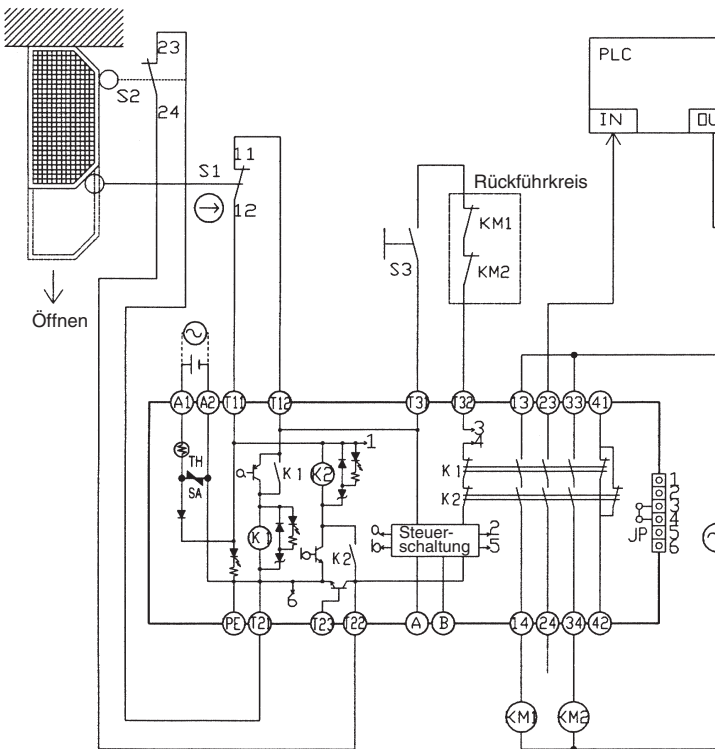 23
S2
24
11
S1
12
PLC
IN
OU
Rückführkreis
KM1
KM2
S3
Öffnen
A1 A2 T11 T12 T31 T32 13 23 33 41
TH
SA
a
K1
K2
1
3
4
K1
K2
K1
b
K2
a
b
Steuer-
schaltung
2
5
6
JP
1
2
3
4
5
6
PE T21 T23 T22 A B 14 24 34 42
KM1 KM2